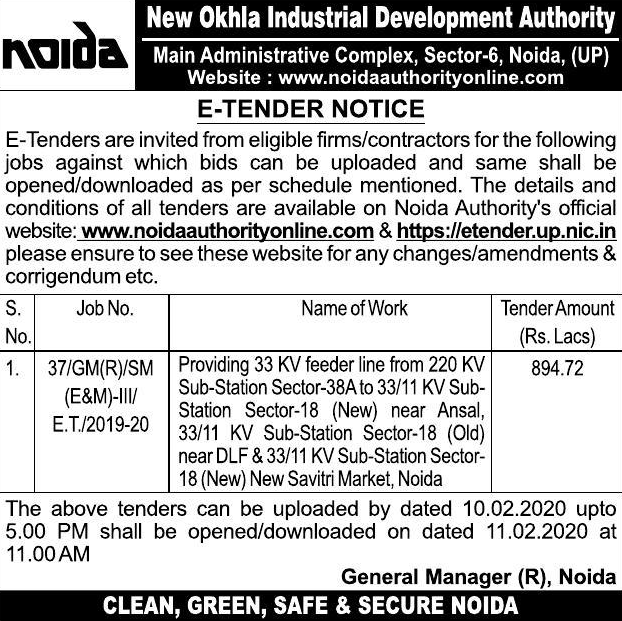 noida
New Okhla Industrial Development Authority
Main Administrative Complex, Sector-6, Noida, (UP)
Website : www.noidaauthorityonline.com
E-TENDER NOTICE
E-Tenders are invited from eligible firms/contractors for the following
jobs against which bids can be uploaded and same shall be
opened/downloaded as per schedule mentioned. The details and
conditions of all tenders are available on Noida Authority's official
website: www.noidaauthorityonline.com & https://etender.up.nic.in
please ensure to see these website for any changes/amendments &
corrigendum etc.
S. No.
Job No.
Name of Work
Tender Amount
(Rs. Lacs)
1.
37/GM(R)/SM
(E&M)-III/
E.T./2019-20
Providing 33 KV feeder line from 220 KV
Sub-Station Sector-38A to 33/11 KV Sub-
Station Sector-18 (New) near Ansal,
33/11 KV Sub-Station Sector-18 (Old)
near DLF & 33/11 KV Sub-Station Sector-
18 (New) New Savitri Market, Noida
894.72
The above tenders can be uploaded by dated 10.02.2020 upto
5.00 PM shall be opened/downloaded on dated 11.02.2020 at
11.00 AM
General Manager (R), Noida
CLEAN, GREEN, SAFE & SECURE NOIDA